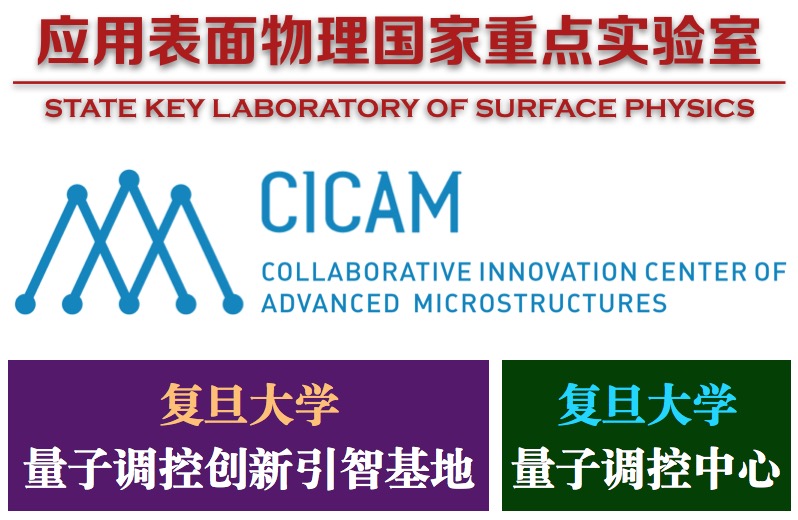 应用表面物理国家重点实验室
STATE KEY LABORATORY OF SURFACE PHYSICS
CICAM
COLLABORATIVE INNOVATION CENTER OF
ADVANCED MICROSTRUCTURES
复旦大学
量子调控创新引智基地
复旦大学
量子调控中心